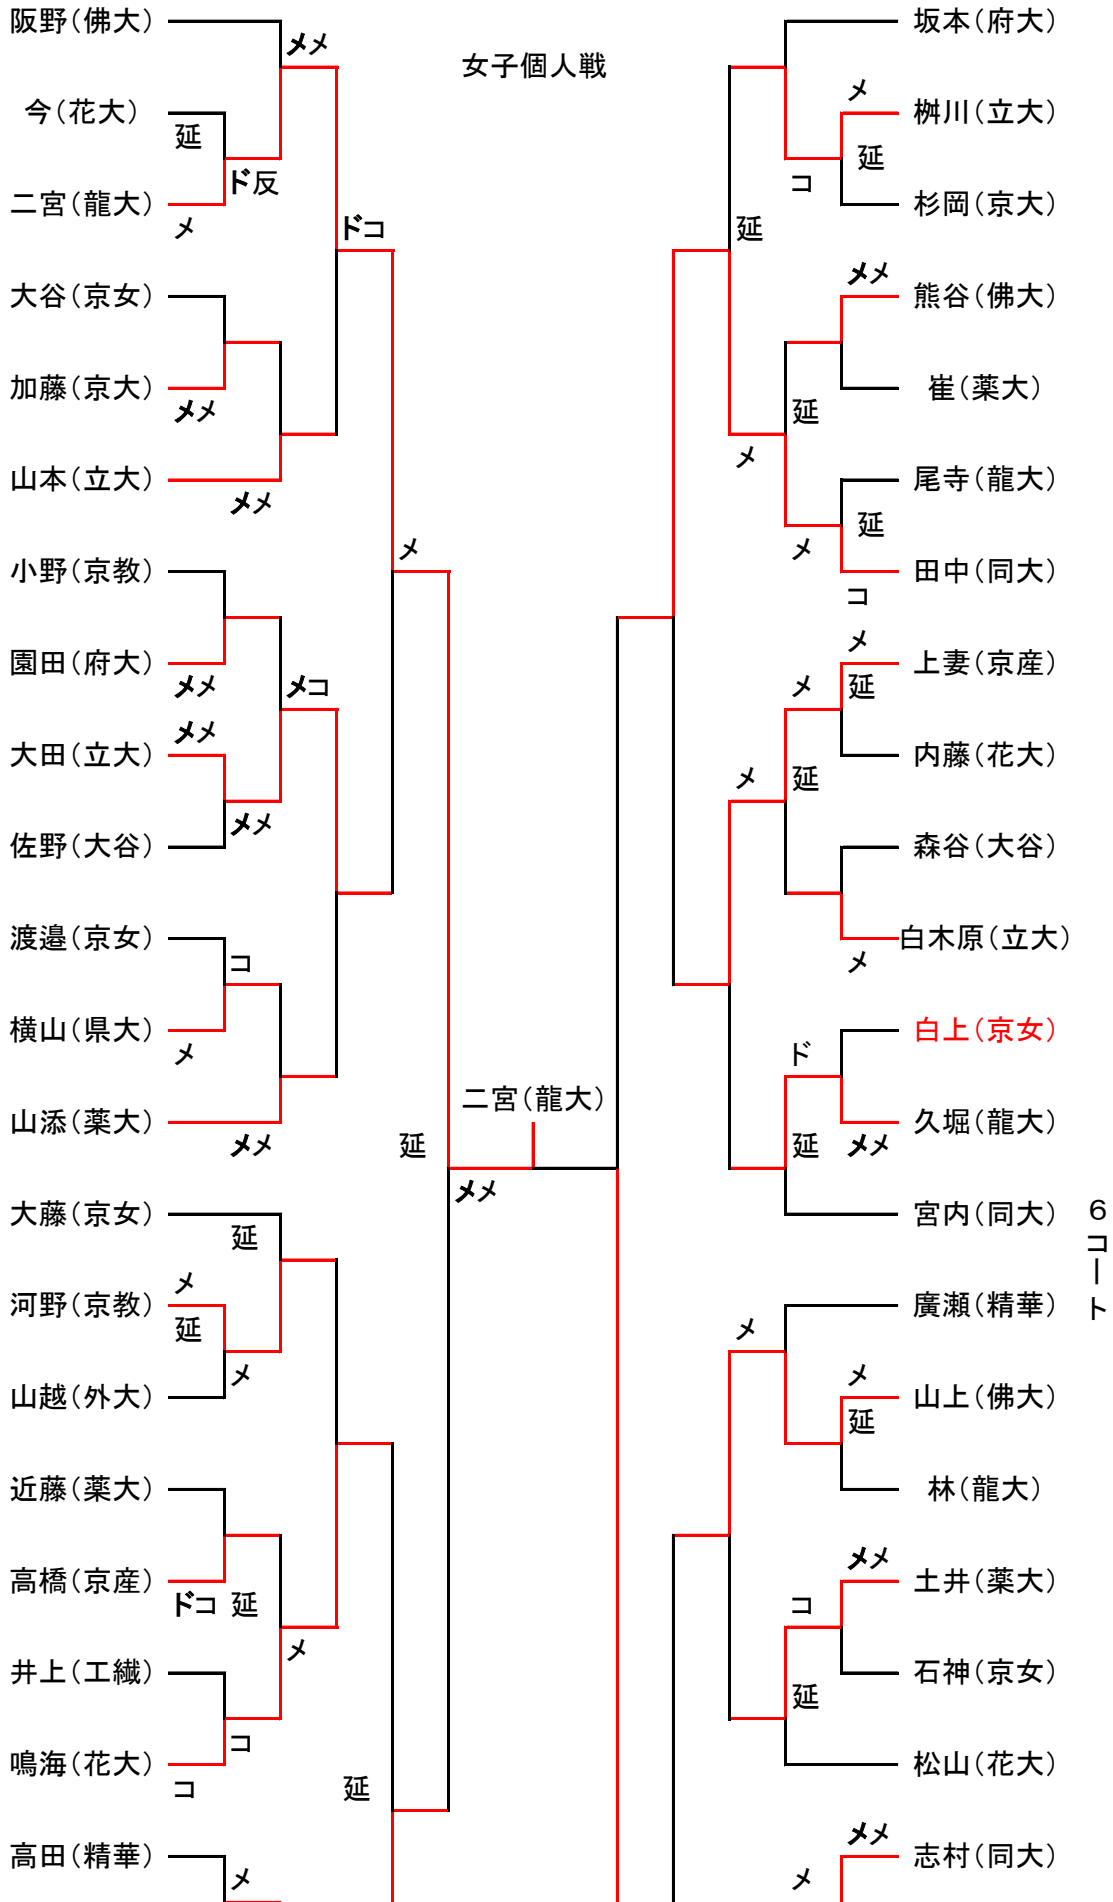 女子個人戦
阪野(佛大)
メメ
今(花大)
延
ド反
二宮(龍大)
メ
ドコ
大谷(京女)
加藤(京大)
メメ
山本(立大)
メメ
メ
小野(京教)
園田(府大)
メメ
メコ
メメ
大田(立大)
メメ
佐野(大谷)
渡邉(京女)
コ
横山(県大)
メ
山添(薬大)
メメ
二宮(龍大)
延
メメ
大藤(京女)
延
メ
河野(京教)
延
メ
山越(外大)
近藤(薬大)
高橋(京産)
ドコ
延
メ
井上(工繊)
コ
鳴海(花大)
コ
延
高田(精華)
メ
坂本(府大)
メ
桝川(立大)
延
コ
杉岡(京大)
延
メメ
熊谷(佛大)
崔(薬大)
延
メ
尾寺(龍大)
延
メ
田中(同大)
コ
メ
上妻(京産)
メ
延
内藤(花大)
メ
延
森谷(大谷)
白木原(立大)
メ
白上(京女)
ド
久堀(龍大)
延
メメ
宮内(同大)
6コート
廣瀬(精華)
メ
メ
山上(佛大)
延
林(龍大)
メメ
土井(薬大)
コ
石神(京女)
延
松山(花大)
メメ
志村(同大)
メ